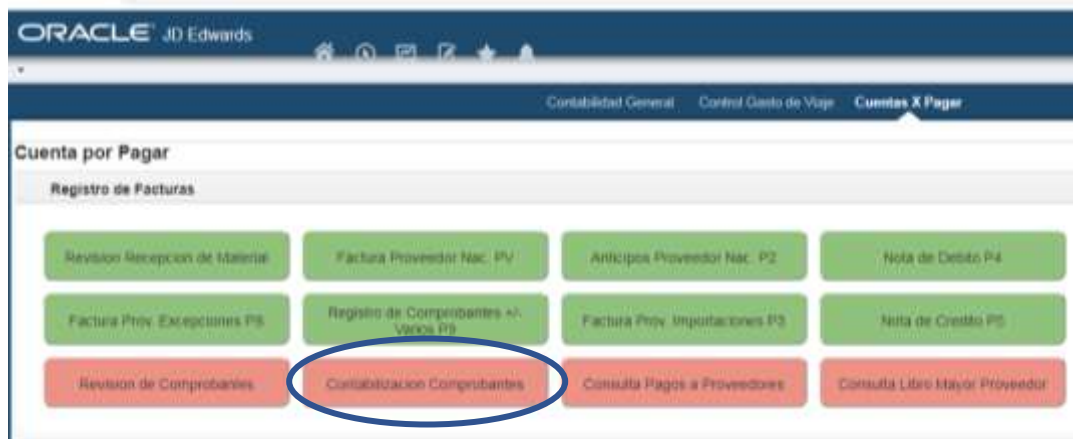 ORACLE JD Edwards
Contabilidad General Control Gasto de Viaje Cuentas X Pagar
Cuenta por Pagar
Registro de Facturas
Revision Recepcion de Material Factura Proveedor Nac. PV Anticipos Proveedor Nac. P2 Nota de Debito P4
Factura Prov. Excepciones P8 Registro de Comprobantes +/- Factura Prov. Importaciones P3 Nota de Credito P5
Varios P9
Revision de Comprobantes Contabilizacion Comprobantes Consulta Pagos a Proveedores Consulta Libro Mayor Proveedor